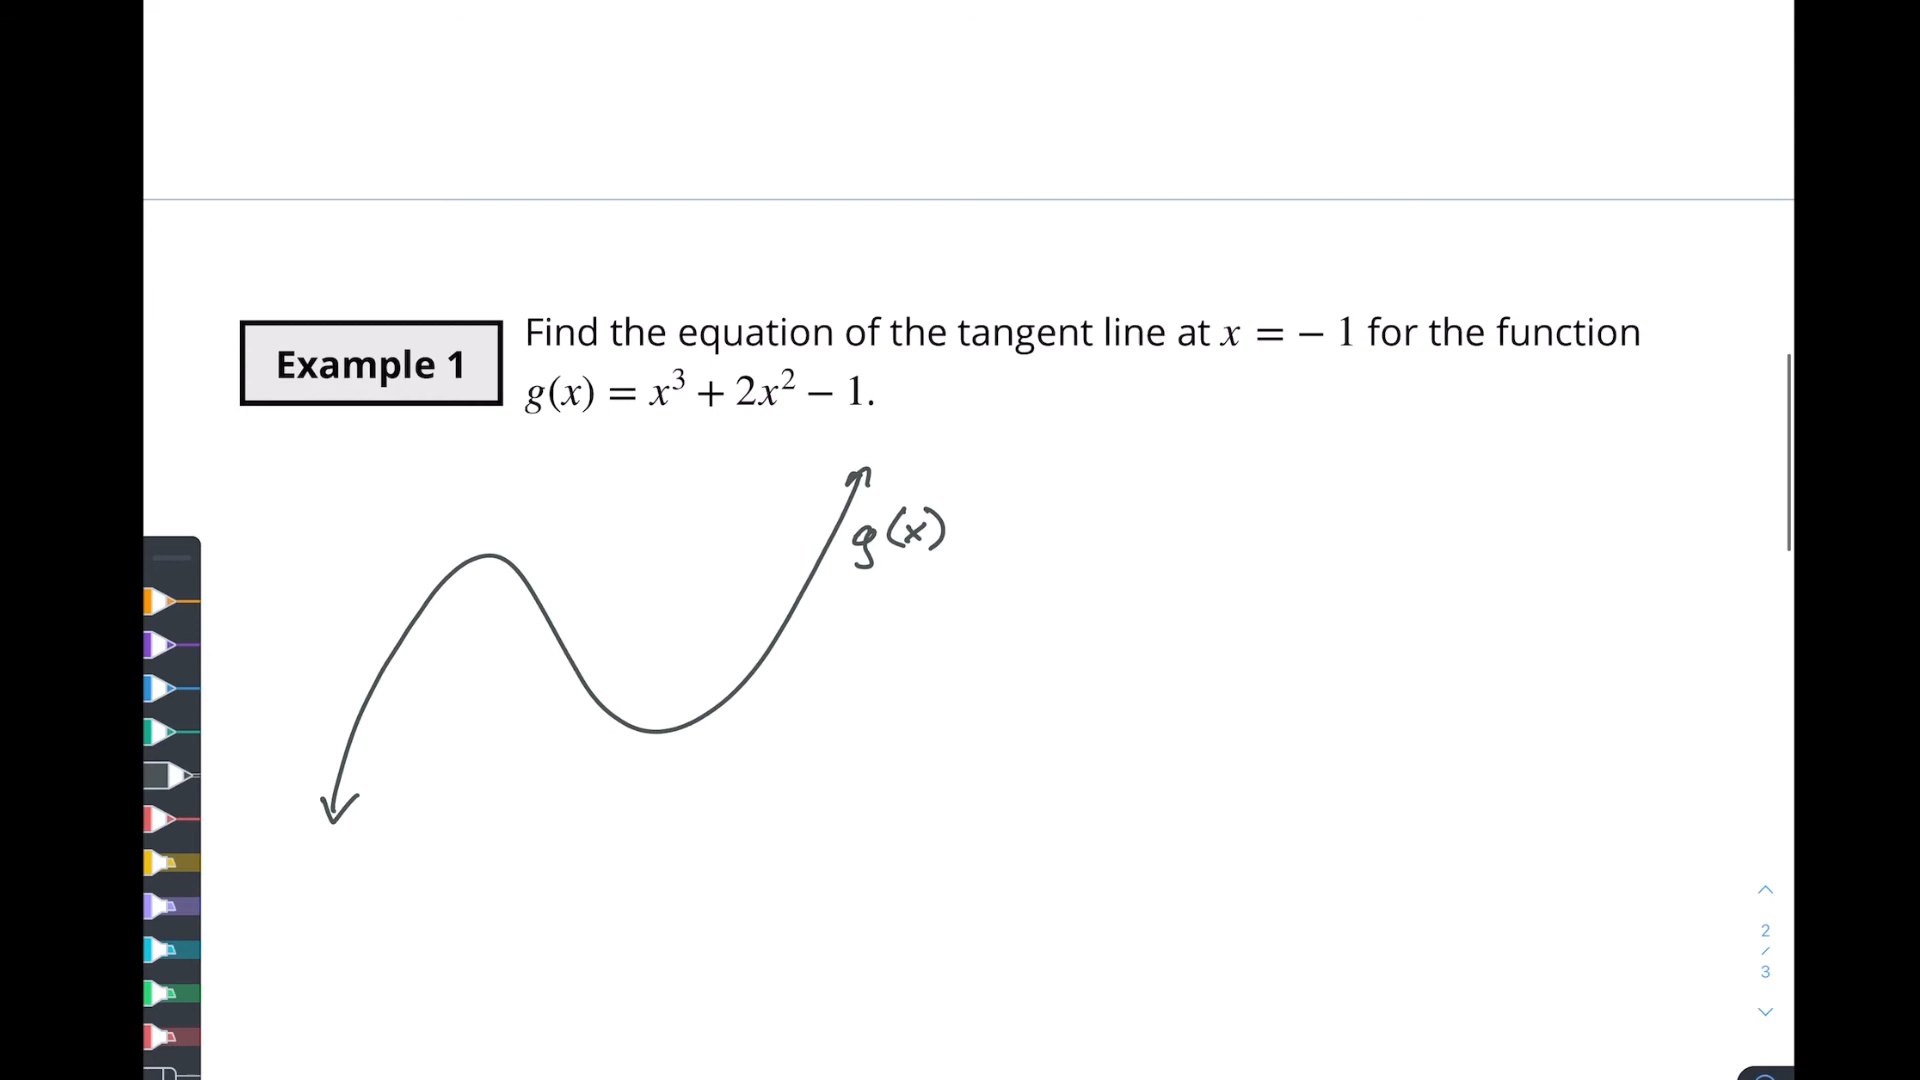 Example 1
Find the equation of the tangent line at x = − 1 for the function
g(x) = x³ + 2x² − 1.
g(x)
2
/
3